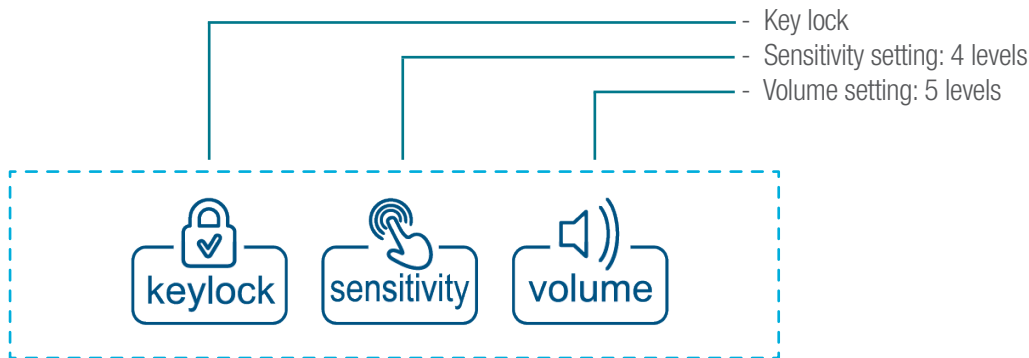 - Key lock
- Sensitivity setting: 4 levels
- Volume setting: 5 levels
keylock
sensitivity
volume